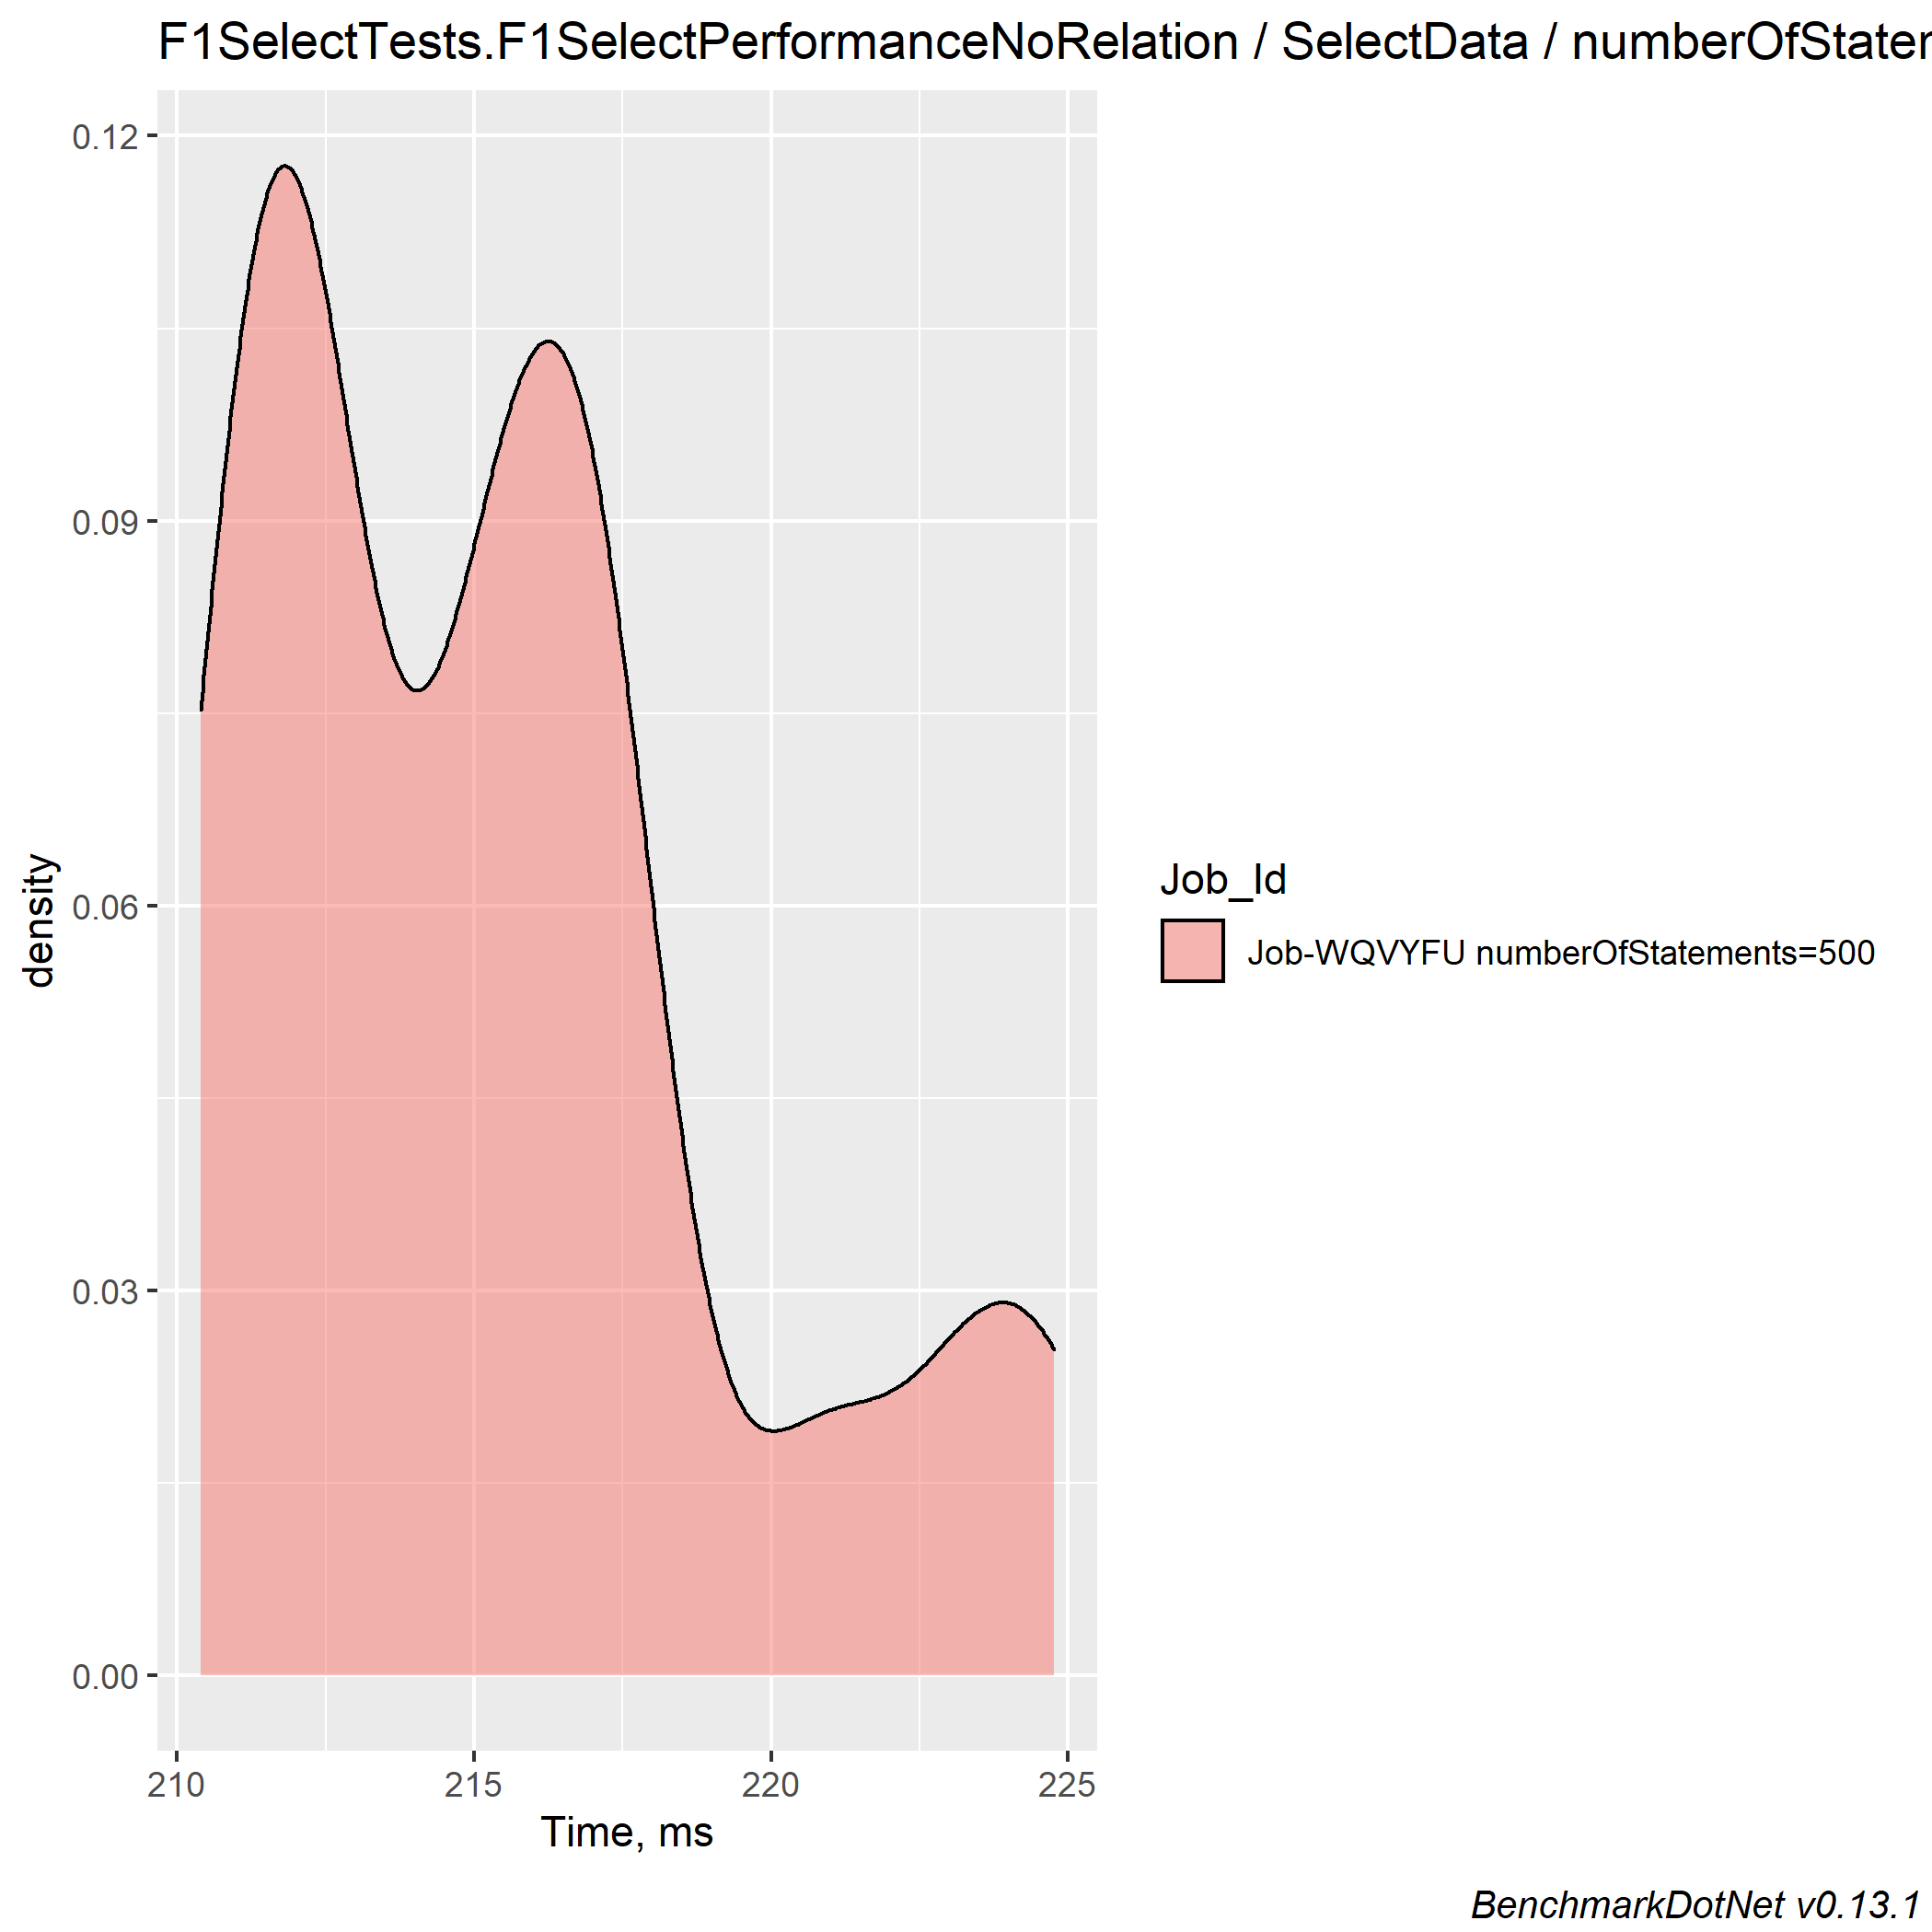 F1SelectTests.F1SelectPerformanceNoRelation / SelectData /
0.12
0.09
0.06
0.03
0.00
density
210 215 220 225
Time, ms
Job_Id
Job-WQVYFU numberOfStatements=500
BenchmarkDotNet v0.13.1